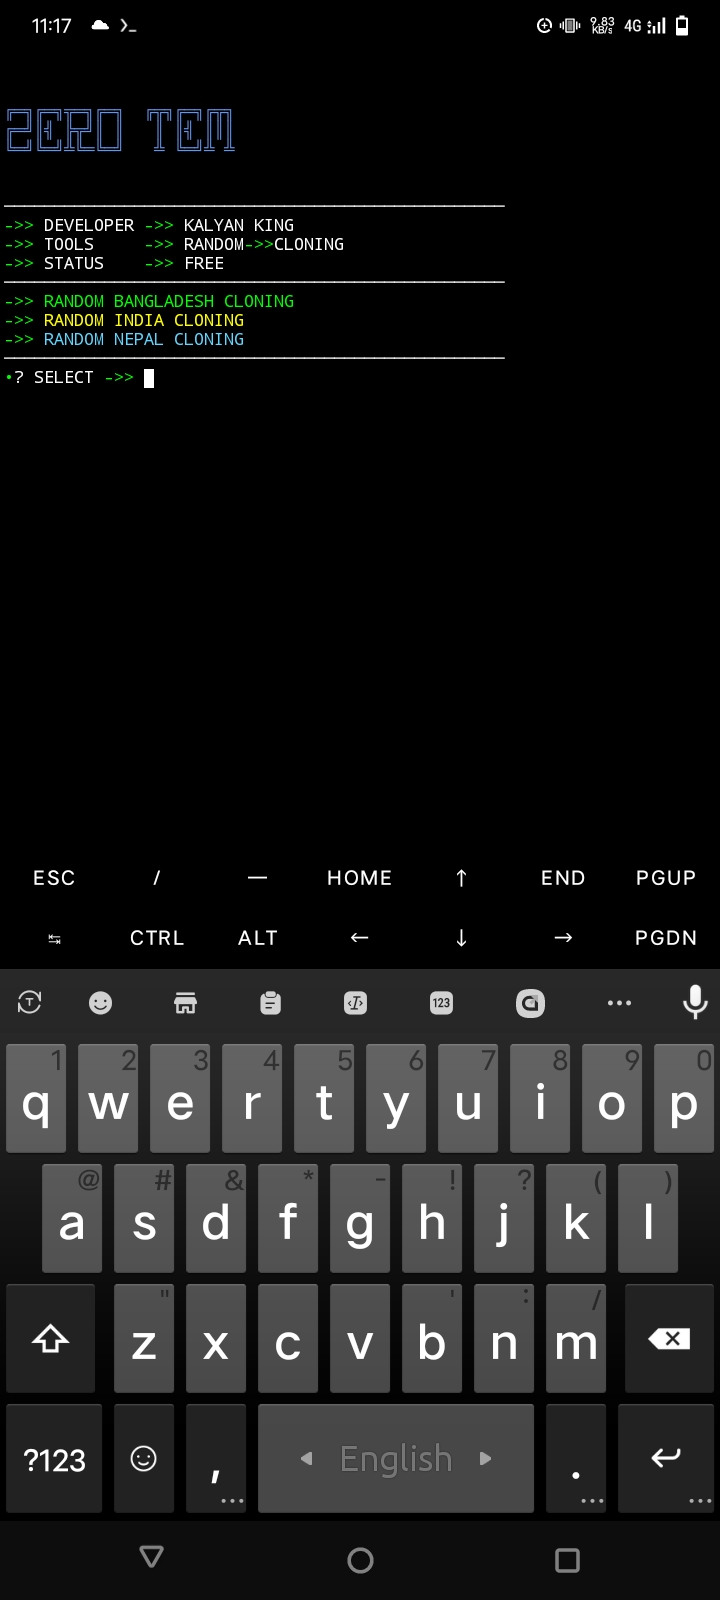 11:17 9.83 KB/s 4G
ZERO TEM
->> DEVELOPER ->> KALYAN KING
->> TOOLS ->> RANDOM->>CLONING
->> STATUS ->> FREE
->> RANDOM BANGLADESH CLONING
->> RANDOM INDIA CLONING
->> RANDOM NEPAL CLONING
•? SELECT ->>
ESC / — HOME ↑ END PGUP
↹ CTRL ALT ← ↓ → PGDN
T T 123
1 2 3 4 5 6 7 8 9 0
q w e r t y u i o p
@ # & * - ! ? ( )
a s d f g h j k l
" ' : /
z x c v b n m
?123 , English .